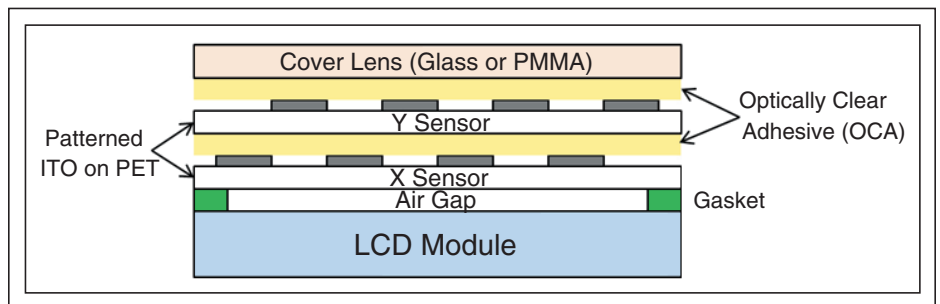 Cover Lens (Glass or PMMA)
Optically Clear
Adhesive (OCA)
Y Sensor
Patterned
ITO on PET
X Sensor
Air Gap
Gasket
LCD Module